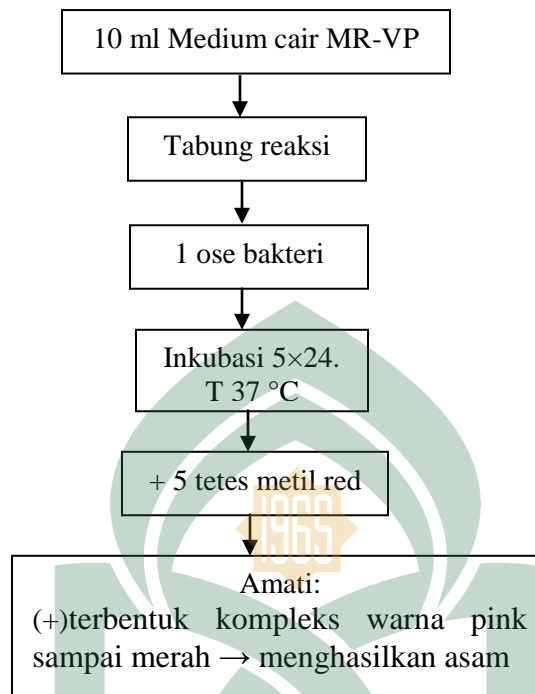 10 ml Medium cair MR-VP
Tabung reaksi
1 ose bakteri
Inkubasi 5×24.
T 37 °C
+ 5 tetes metil red
1965
Amati:
(+)terbentuk kompleks warna pink
sampai merah → menghasilkan asam